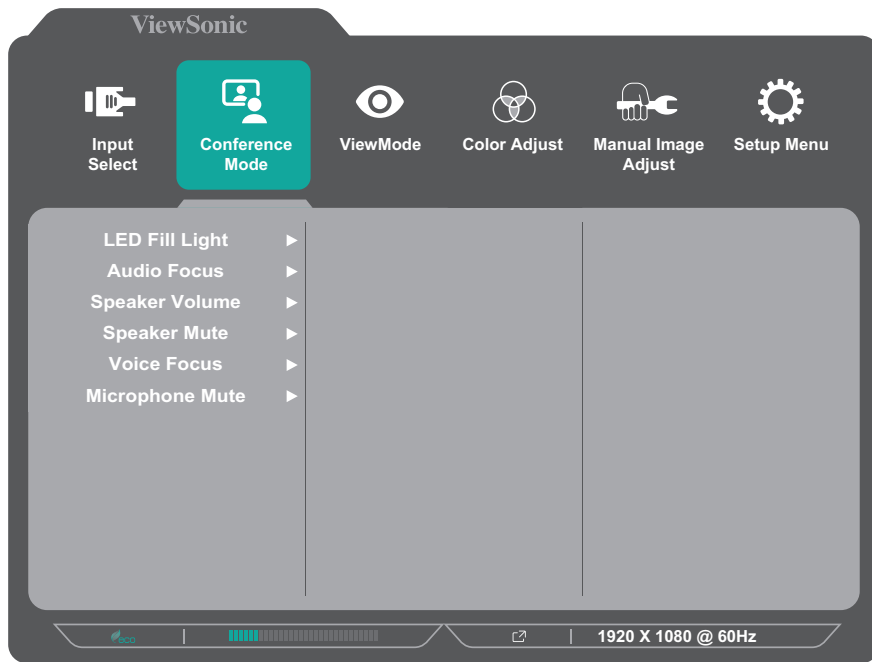 ViewSonic
Input
Select
Conference
Mode
ViewMode
Color Adjust
Manual Image
Adjust
Setup Menu
LED Fill Light
Audio Focus
Speaker Volume
Speaker Mute
Voice Focus
Microphone Mute
eco
1920 X 1080 @ 60Hz